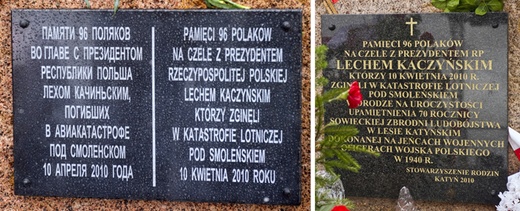 ПАМЯТИ 96 ПОЛЯКОВ
ВО ГЛАВЕ С ПРЕЗИДЕНТОМ
РЕСПУБЛИКИ ПОЛЬША
ЛЕХОМ КАЧИНЬСКИМ,
ПОГИБШИХ
В АВИАКАТАСТРОФЕ
ПОД СМОЛЕНСКОМ
10 АПРЕЛЯ 2010 ГОДА
PAMIĘCI 96 POLAKÓW
NA CZELE Z PREZYDENTEM
RZECZYPOSPOLITEJ POLSKIEJ
LECHEM KACZYŃSKIM
KTÓRZY ZGINĘLI
W KATASTROFIE LOTNICZEJ
POD SMOLEŃSKIEM
10 KWIETNIA 2010 ROKU
PAMIĘCI 96 POLAKÓW
NA CZELE Z PREZYDENTEM RP
LECHEM KACZYŃSKIM
KTÓRZY 10 KWIETNIA 2010 R.
ZGINĘLI W KATASTROFIE LOTNICZEJ
POD SMOLEŃSKIEM
DRODZE NA UROCZYSTOŚCI
UPAMIĘTNIENIA 70 ROCZNICY
SOWIECKIEJ ZBRODNI LUDOBÓJSTWA
W LESIE KATYŃSKIM
DOKONANEJ NA JEŃCACH WOJENNYCH
OFICERACH WOJSKA POLSKIEGO
W 1940 R.
STOWARZYSZENIE RODZIN
KATYŃ 2010